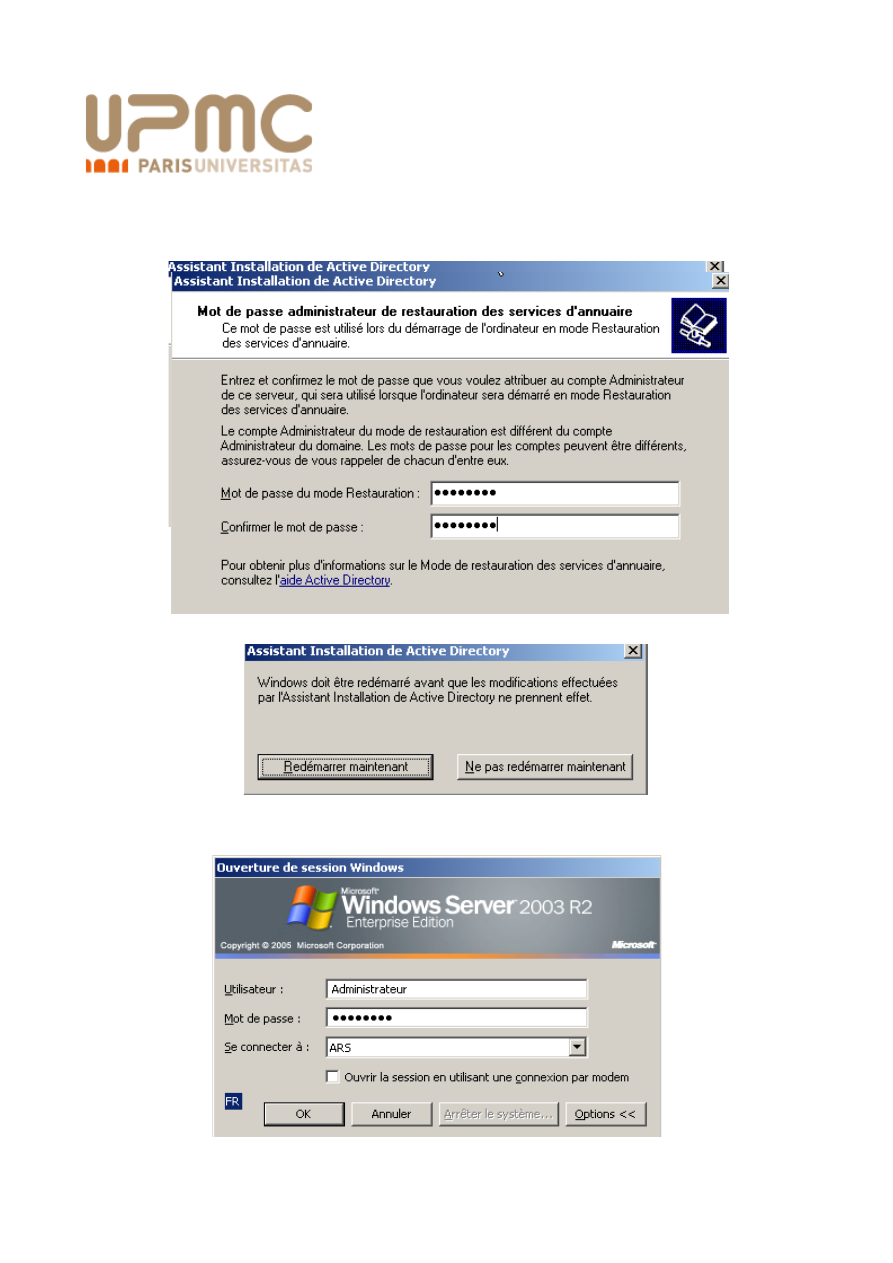 UPMC
PARISUNIVERSITAS
Assistant Installation de Active Directory
Assistant Installation de Active Directory
Mot de passe administrateur de restauration des services d'annuaire
Ce mot de passe est utilisé lors du démarrage de l'ordinateur en mode Restauration
des services d'annuaire.
Entrez et confirmez le mot de passe que vous voulez attribuer au compte Administrateur
de ce serveur, qui sera utilisé lorsque l'ordinateur sera démarré en mode Restauration
des services d'annuaire.
Le compte Administrateur du mode de restauration est différent du compte
Administrateur du domaine. Les mots de passe pour les comptes peuvent être différents,
assurez-vous de vous rappeler de chacun d'entre eux.
Mot de passe du mode Restauration : ●●●●●●●●
Confirmer le mot de passe : ●●●●●●●●
Pour obtenir plus d'informations sur le Mode de restauration des services d'annuaire,
consultez l'aide Active Directory.
Assistant Installation de Active Directory
Windows doit être redémarré avant que les modifications effectuées
par l'Assistant Installation de Active Directory ne prennent effet.
Redémarrer maintenant Ne pas redémarrer maintenant
Ouverture de session Windows
Microsoft
Windows Server 2003 R2
Enterprise Edition
Copyright © 2005 Microsoft Corporation Microsoft
Utilisateur : Administrateur
Mot de passe : ●●●●●●●●
Se connecter à : ARS
Ouvrir la session en utilisant une connexion par modem
FR
OK Annuler Arrêter le système... Options <<